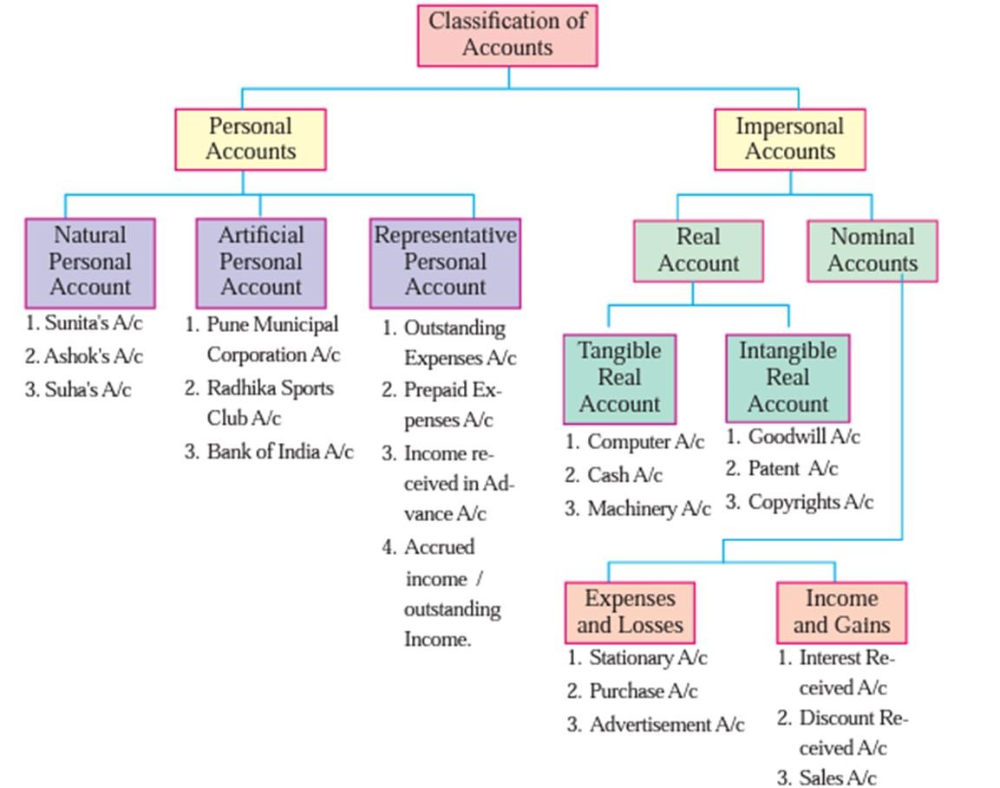 Classification of
Accounts
Personal
Accounts
Impersonal
Accounts
Natural
Personal
Account
1. Sunita's A/c
2. Ashok's A/c
3. Suha's A/c
Artificial
Personal
Account
1. Pune Municipal
Corporation A/c
2. Radhika Sports
Club A/c
3. Bank of India A/c
Representative
Personal
Account
1. Outstanding
Expenses A/c
2. Prepaid Ex-
penses A/c
3. Income re-
ceived in Ad-
vance A/c
4. Accrued
income /
outstanding
Income.
Real
Account
Nominal
Accounts
Tangible
Real
Account
1. Computer A/c
2. Cash A/c
3. Machinery A/c
Intangible
Real
Account
1. Goodwill A/c
2. Patent A/c
3. Copyrights A/c
Expenses
and Losses
1. Stationary A/c
2. Purchase A/c
3. Advertisement A/c
Income
and Gains
1. Interest Re-
ceived A/c
2. Discount Re-
ceived A/c
3. Sales A/c